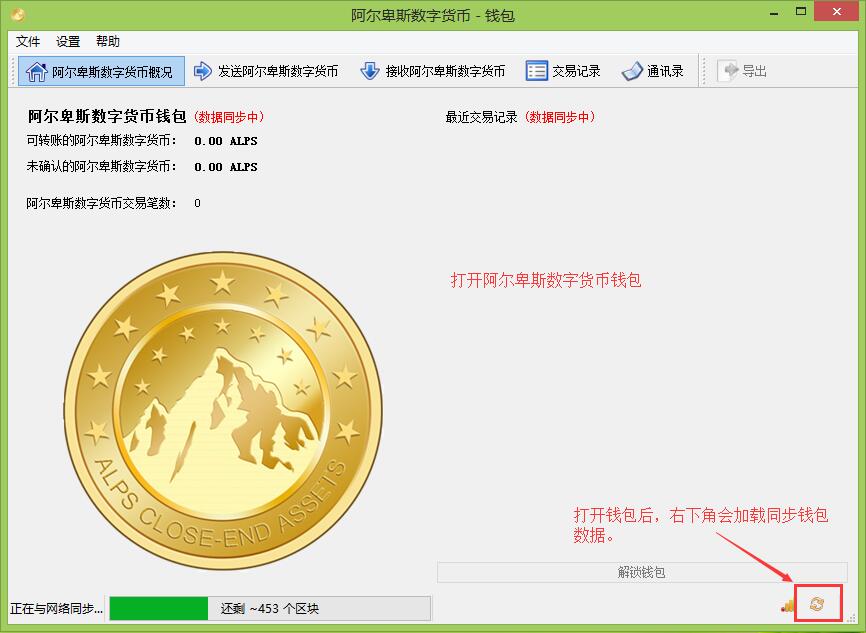 阿尔卑斯数字货币 - 钱包
文件 设置 帮助
阿尔卑斯数字货币概况 发送阿尔卑斯数字货币 接收阿尔卑斯数字货币 交易记录 通讯录 导出
阿尔卑斯数字货币钱包 (数据同步中)
最近交易记录 (数据同步中)
可转账的阿尔卑斯数字货币: 0.00 ALPS
未确认的阿尔卑斯数字货币: 0.00 ALPS
阿尔卑斯数字货币交易笔数: 0
打开阿尔卑斯数字货币钱包
ALPS CLOSE-END ASSETS
打开钱包后，右下角会加载同步钱包
数据。
解锁钱包
正在与网络同步... 还剩 ~453 个区块